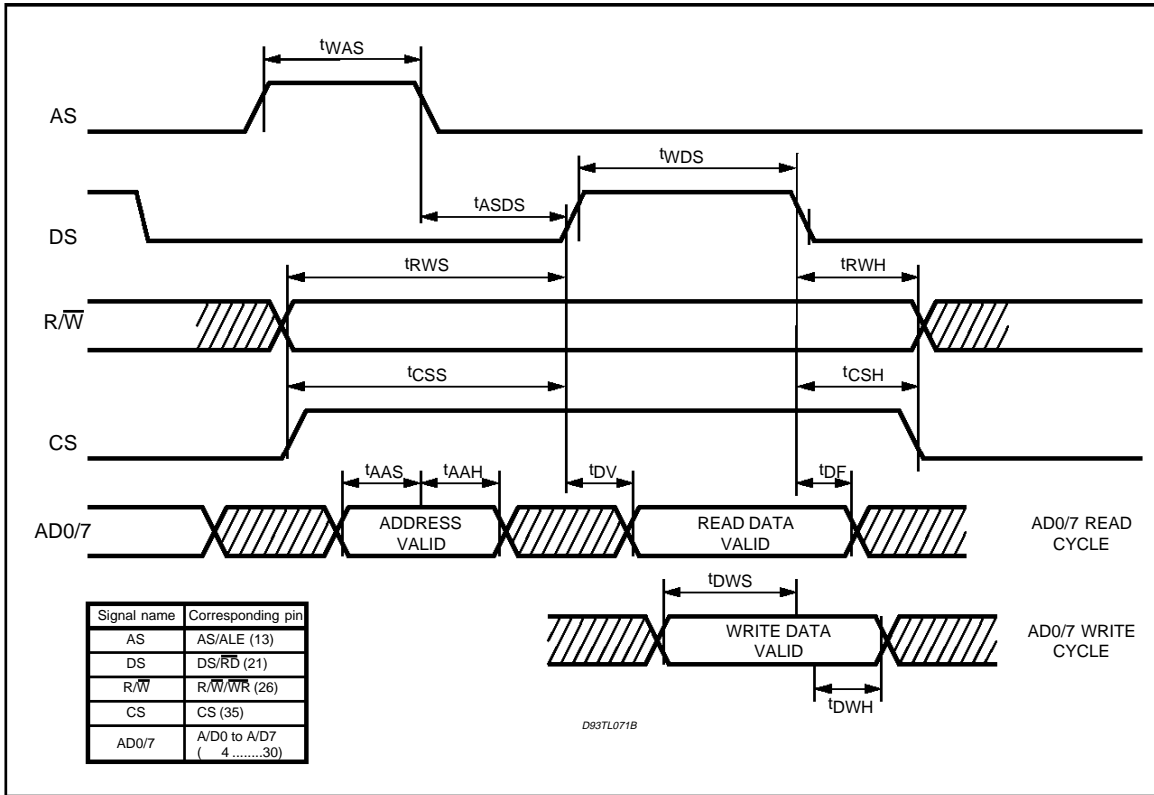 tWAS
AS
tWDS
tASDS
DS
tRWS
tRWH
R/W̅
tCSS
tCSH
CS
tAAS
tAAH
tDV
tDF
AD0/7
ADDRESS
VALID
READ DATA
VALID
AD0/7 READ
CYCLE
tDWS
WRITE DATA
VALID
AD0/7 WRITE
CYCLE
tDWH
Signal name Corresponding pin
AS AS/ALE (13)
DS DS/R̅D̅ (21)
R/W̅ R/W̅/W̅R̅ (26)
CS CS (35)
AD0/7 A/D0 to A/D7
( 4 ........30)
D93TL071B